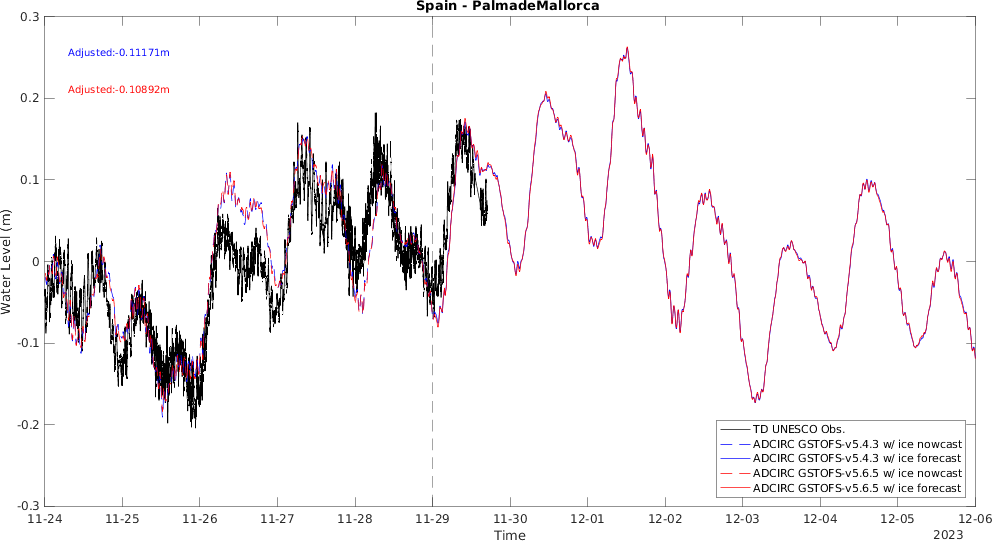 Spain - PalmadeMallorca
0.3
Adjusted:-0.11171m
Adjusted:-0.10892m
0.2
0.1
0
-0.1
-0.2
-0.3
Water Level (m)
TD UNESCO Obs.
ADCIRC GSTOFS-v5.4.3 w/ ice nowcast
ADCIRC GSTOFS-v5.4.3 w/ ice forecast
ADCIRC GSTOFS-v5.6.5 w/ ice nowcast
ADCIRC GSTOFS-v5.6.5 w/ ice forecast
11-24 11-25 11-26 11-27 11-28 11-29 11-30 12-01 12-02 12-03 12-04 12-05 12-06
Time
2023